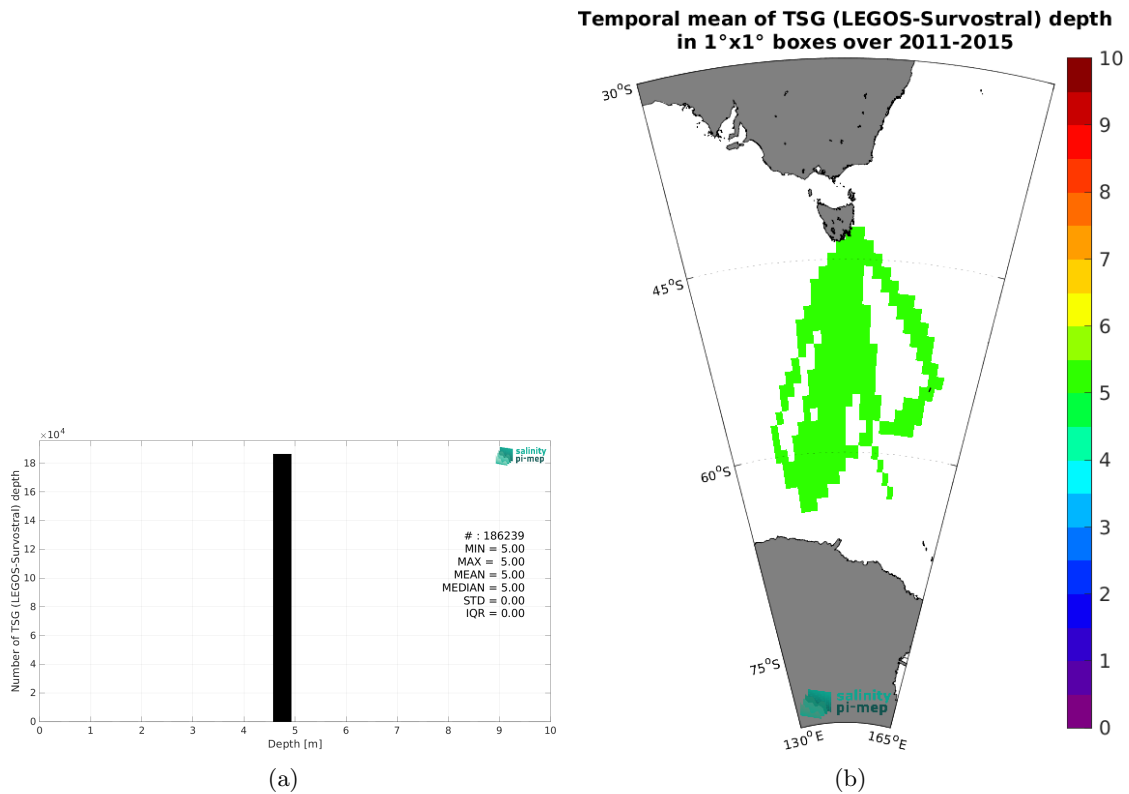 ×10⁴
18
16
14
12
10
8
6
4
2
0
Number of TSG (LEGOS-Survostral) depth
salinity
pi-mep
# : 186239
MIN = 5.00
MAX = 5.00
MEAN = 5.00
MEDIAN = 5.00
STD = 0.00
IQR = 0.00
0 1 2 3 4 5 6 7 8 9 10
Depth [m]
(a)
Temporal mean of TSG (LEGOS-Survostral) depth
in 1°x1° boxes over 2011-2015
30°S
45°S
60°S
75°S
130°E
165°E
salinity
pi-mep
10
9
8
7
6
5
4
3
2
1
0
(b)